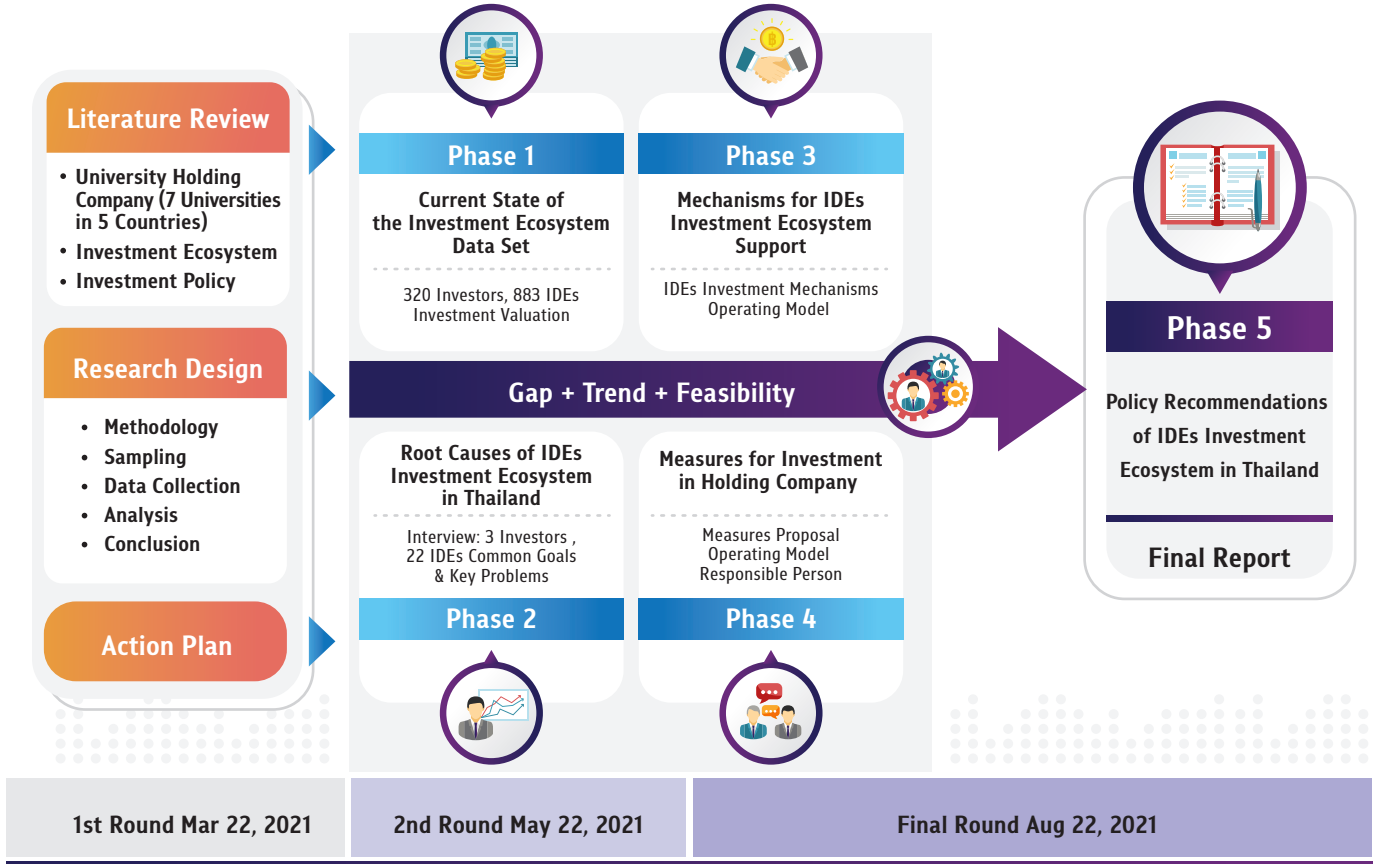 Literature Review
• University Holding
Company (7 Universities
in 5 Countries)
• Investment Ecosystem
• Investment Policy
Research Design
• Methodology
• Sampling
• Data Collection
• Analysis
• Conclusion
Action Plan
Phase 1
Current State of
the Investment Ecosystem
Data Set
320 Investors, 883 IDEs
Investment Valuation
Phase 3
Mechanisms for IDEs
Investment Ecosystem
Support
IDEs Investment Mechanisms
Operating Model
Gap + Trend + Feasibility
Root Causes of IDEs
Investment Ecosystem
in Thailand
Interview: 3 Investors ,
22 IDEs Common Goals
& Key Problems
Phase 2
Measures for Investment
in Holding Company
Measures Proposal
Operating Model
Responsible Person
Phase 4
Phase 5
Policy Recommendations
of IDEs Investment
Ecosystem in Thailand
Final Report
1st Round Mar 22, 2021
2nd Round May 22, 2021
Final Round Aug 22, 2021